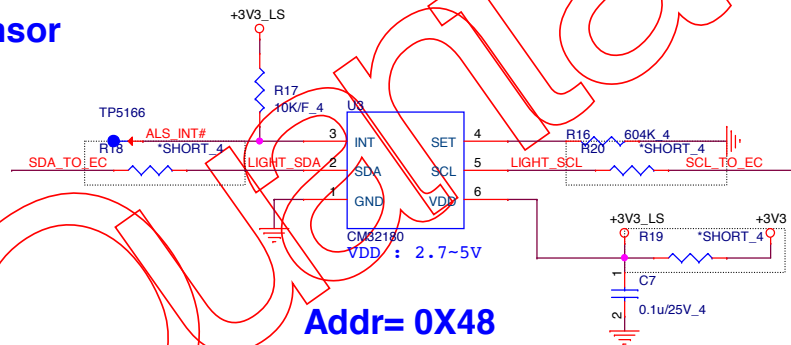 nsor
+3V3_LS
R17
10K/F_4
TP5166
U3
ALS_INT#
3 INT SET 4
R16 604K_4
R18 *SHORT_4
R20 *SHORT_4
SDA_TO_EC
LIGHT_SDA
2 SDA SCL 5
LIGHT_SCL
SCL_TO_EC
1 GND VDD 6
CM32180
VDD : 2.7~5V
+3V3_LS
+3V3
R19 *SHORT_4
1
C7
0.1u/25V_4
2
Addr= 0X48